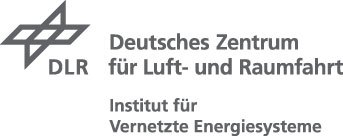 Deutsches Zentrum
DLR für Luft- und Raumfahrt
Institut für
Vernetzte Energiesysteme